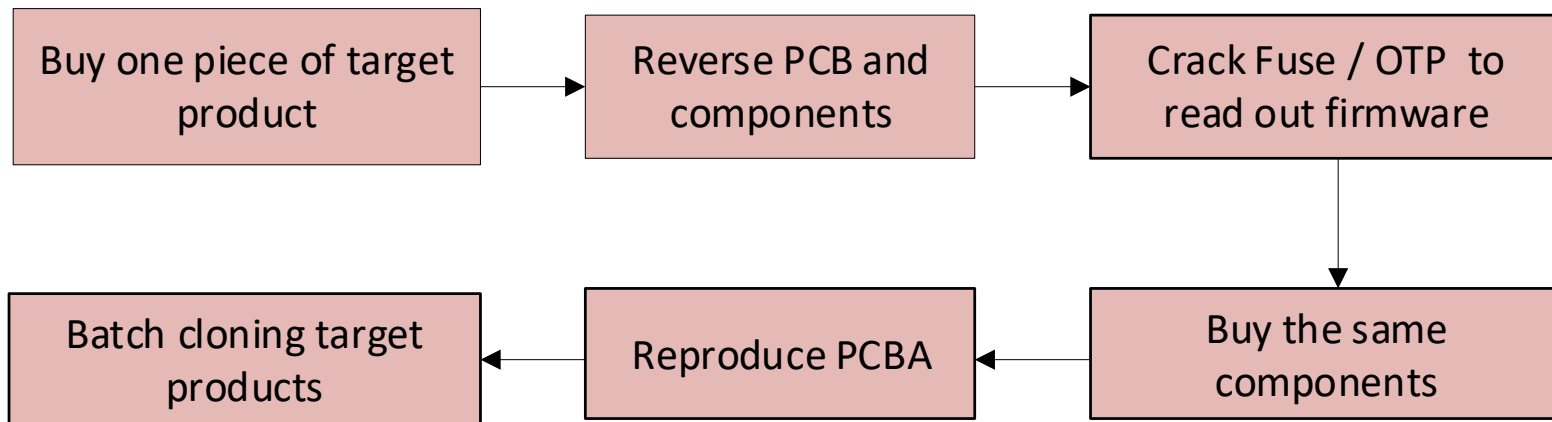 Buy one piece of target
product
Reverse PCB and
components
Crack Fuse / OTP to
read out firmware
Buy the same
components
Reproduce PCBA
Batch cloning target
products